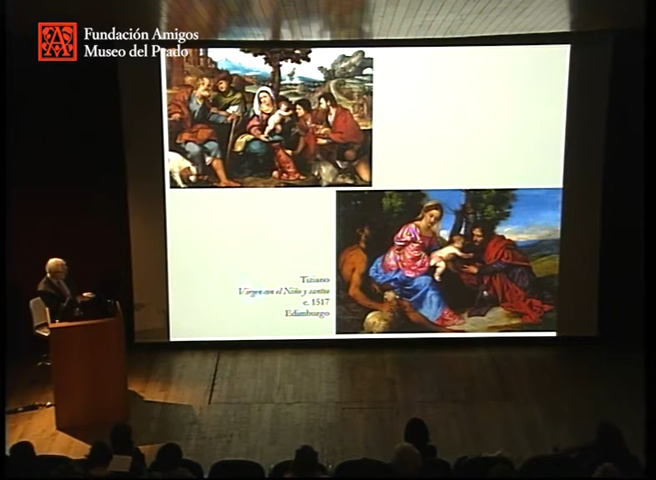 Fundación Amigos
Museo del Prado
Tiziano
Virgen con el Niño y santos
c. 1517
Edimburgo